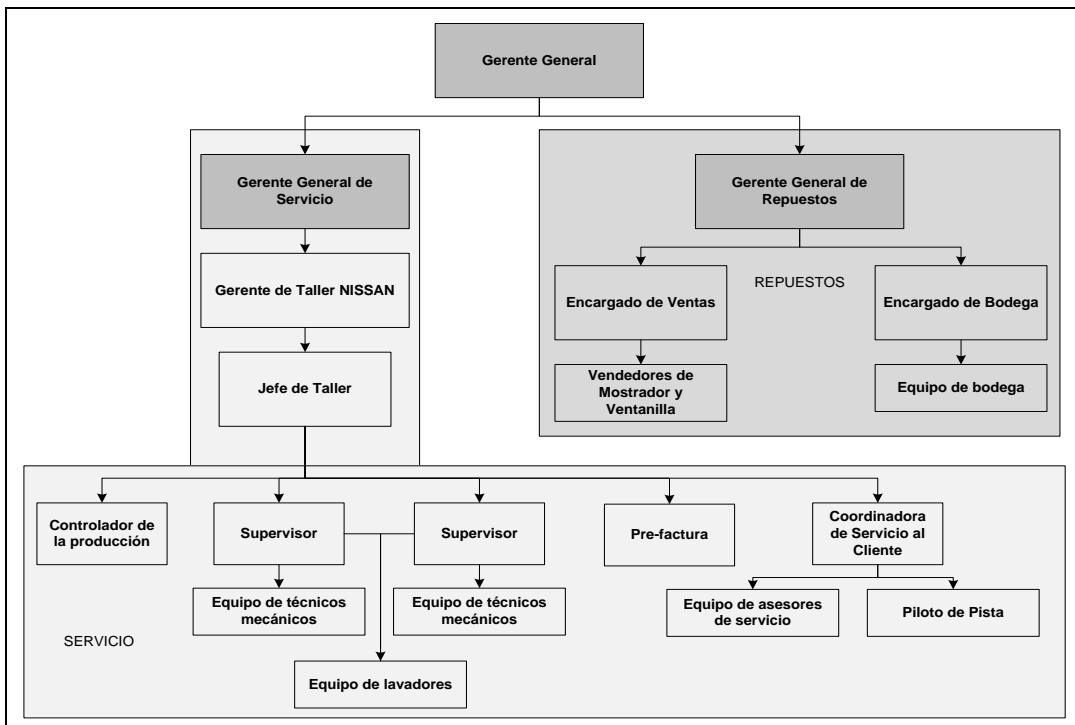 Gerente General
Gerente General de
Servicio
Gerente General de
Repuestos
Gerente de Taller NISSAN
REPUESTOS
Encargado de Ventas
Encargado de Bodega
Jefe de Taller
Vendedores de
Mostrador y
Ventanilla
Equipo de bodega
Controlador de
la producción
Supervisor
Supervisor
Pre-factura
Coordinadora
de Servicio al
Cliente
Equipo de técnicos
mecánicos
Equipo de técnicos
mecánicos
Equipo de asesores
de servicio
Piloto de Pista
SERVICIO
Equipo de lavadores